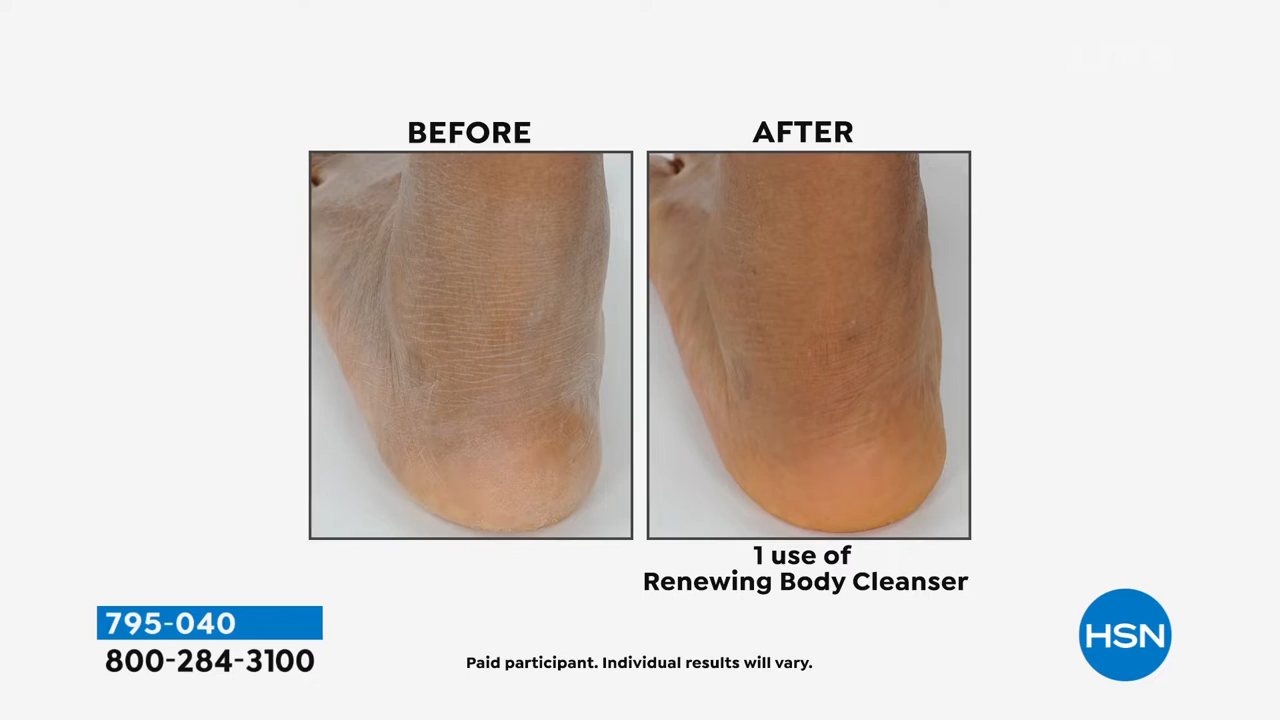 BEFORE
AFTER
1 use of
Renewing Body Cleanser
795-040
800-284-3100
Paid participant. Individual results will vary.
HSN